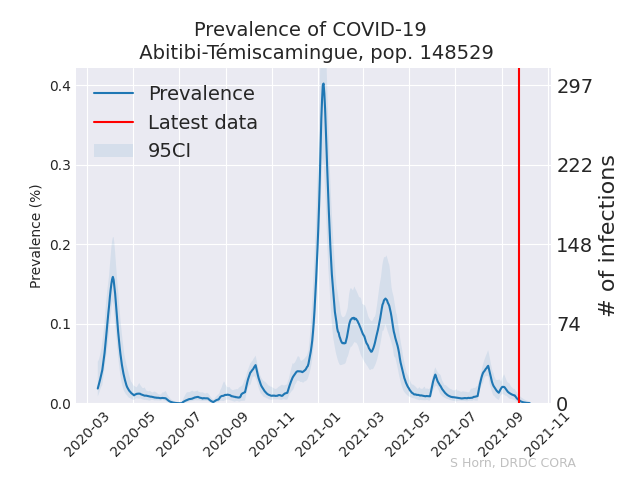 Prevalence of COVID-19
Abitibi-Témiscamingue, pop. 148529
Prevalence
Latest data
95CI
Prevalence (%)
0.4
0.3
0.2
0.1
0.0
297
222
148
74
0
# of infections
2020-03
2020-05
2020-07
2020-09
2020-11
2021-01
2021-03
2021-05
2021-07
2021-09
2021-11
S Horn, DRDC CORA